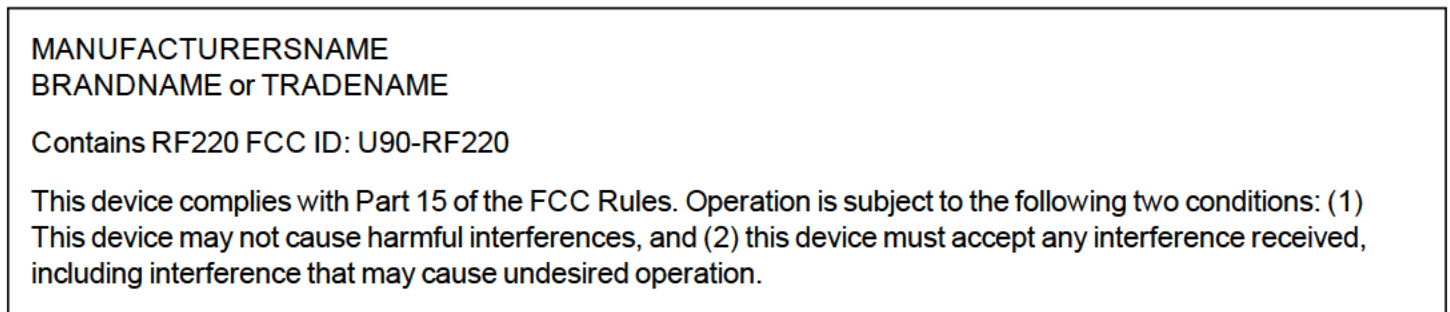 MANUFACTURERSNAME
BRANDNAME or TRADENAME
Contains RF220 FCC ID: U90-RF220
This device complies with Part 15 of the FCC Rules. Operation is subject to the following two conditions: (1)
This device may not cause harmful interferences, and (2) this device must accept any interference received,
including interference that may cause undesired operation.